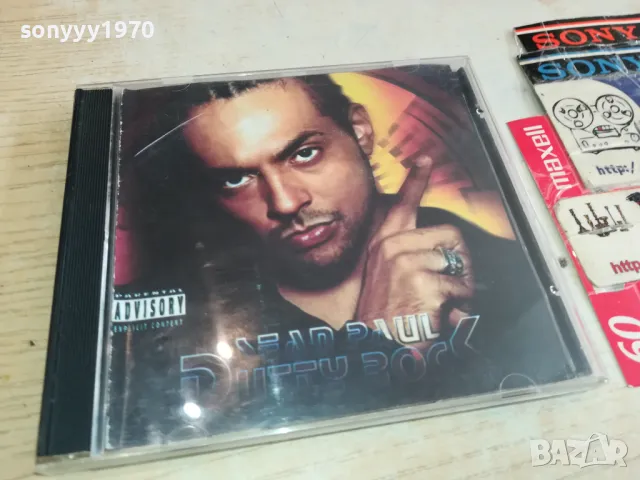 sonyyy1970
SONY
SONY
maxell
http:/
http
60
PARENTAL
ADVISORY
EXPLICIT CONTENT
SEAN PAUL
DUTTY ROCK
BAZAR